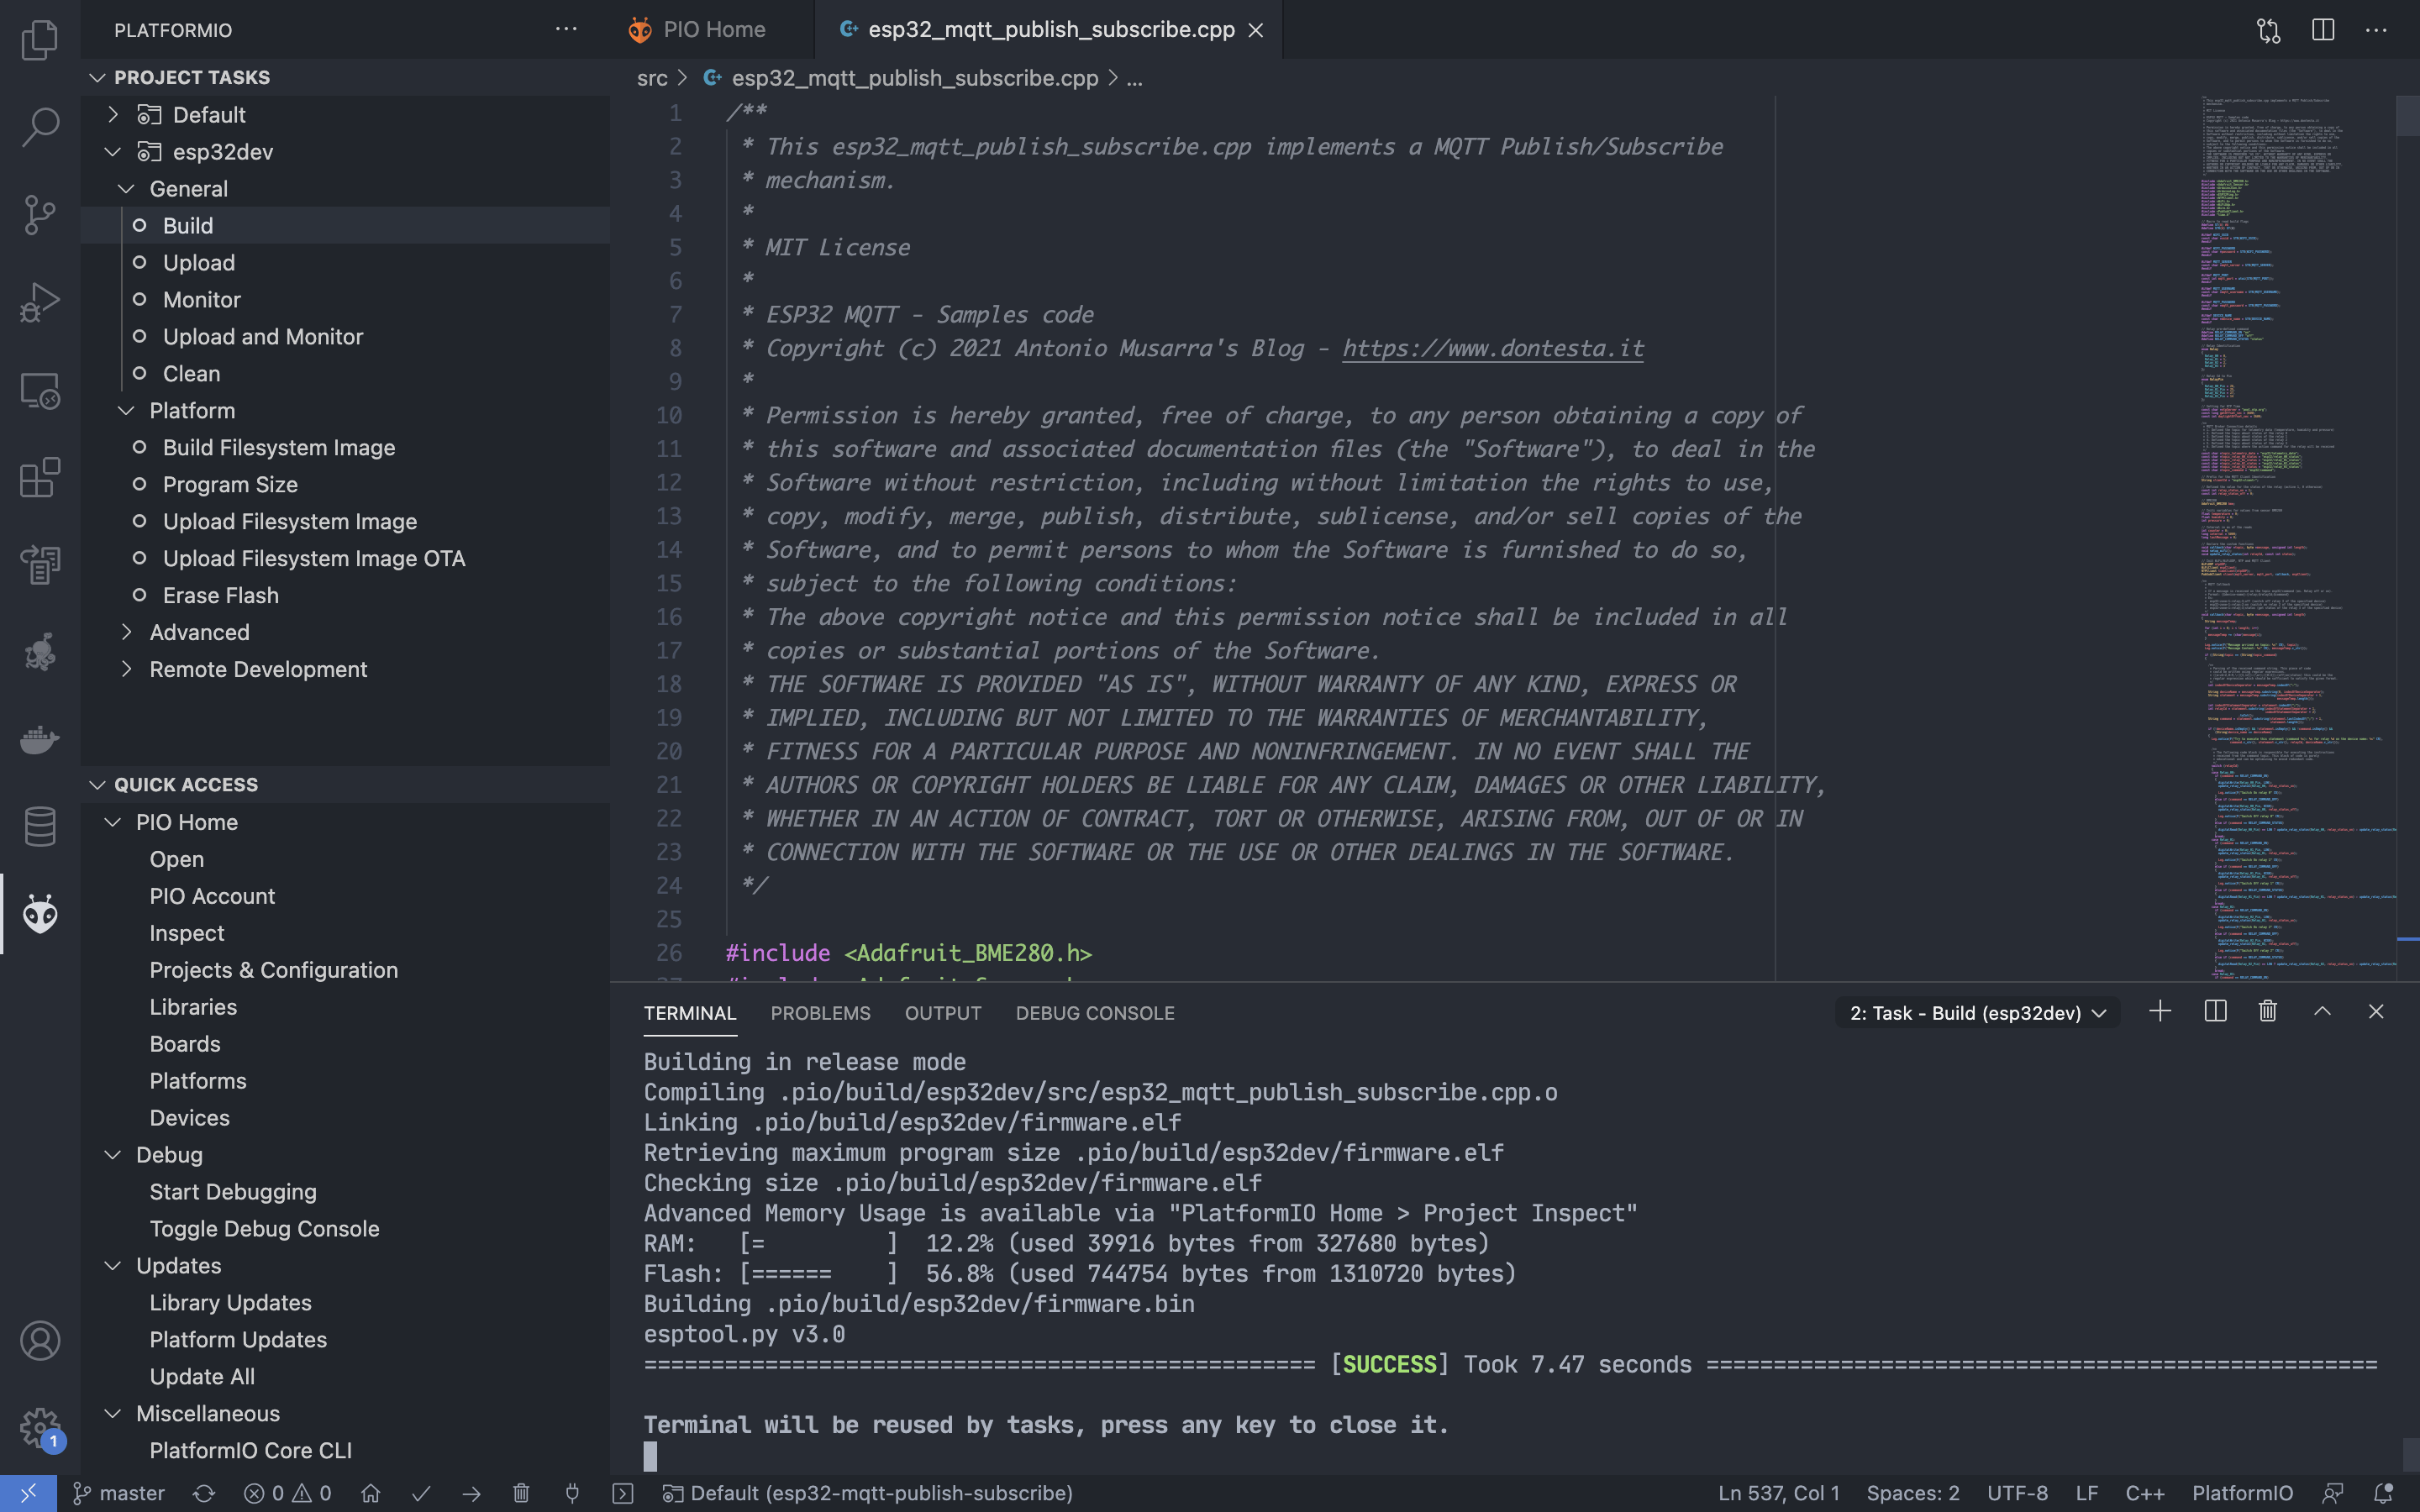 PLATFORMIO
PROJECT TASKS
Default
esp32dev
General
Build
Upload
Monitor
Upload and Monitor
Clean
Platform
Build Filesystem Image
Program Size
Upload Filesystem Image
Upload Filesystem Image OTA
Erase Flash
Advanced
Remote Development
QUICK ACCESS
PIO Home
Open
PIO Account
Inspect
Projects & Configuration
Libraries
Boards
Platforms
Devices
Debug
Start Debugging
Toggle Debug Console
Updates
Library Updates
Platform Updates
Update All
Miscellaneous
PlatformIO Core CLI
1
PIO Home
esp32_mqtt_publish_subscribe.cpp
src > esp32_mqtt_publish_subscribe.cpp > ...
1 /**
2 * This esp32_mqtt_publish_subscribe.cpp implements a MQTT Publish/Subscribe
3 * mechanism.
4 *
5 * MIT License
6 *
7 * ESP32 MQTT - Samples code
8 * Copyright (c) 2021 Antonio Musarra's Blog - https://www.dontesta.it
9 *
10 * Permission is hereby granted, free of charge, to any person obtaining a copy of
11 * this software and associated documentation files (the "Software"), to deal in the
12 * Software without restriction, including without limitation the rights to use,
13 * copy, modify, merge, publish, distribute, sublicense, and/or sell copies of the
14 * Software, and to permit persons to whom the Software is furnished to do so,
15 * subject to the following conditions:
16 * The above copyright notice and this permission notice shall be included in all
17 * copies or substantial portions of the Software.
18 * THE SOFTWARE IS PROVIDED "AS IS", WITHOUT WARRANTY OF ANY KIND, EXPRESS OR
19 * IMPLIED, INCLUDING BUT NOT LIMITED TO THE WARRANTIES OF MERCHANTABILITY,
20 * FITNESS FOR A PARTICULAR PURPOSE AND NONINFRINGEMENT. IN NO EVENT SHALL THE
21 * AUTHORS OR COPYRIGHT HOLDERS BE LIABLE FOR ANY CLAIM, DAMAGES OR OTHER LIABILITY,
22 * WHETHER IN AN ACTION OF CONTRACT, TORT OR OTHERWISE, ARISING FROM, OUT OF OR IN
23 * CONNECTION WITH THE SOFTWARE OR THE USE OR OTHER DEALINGS IN THE SOFTWARE.
24 */
25
26 #include <Adafruit_BME280.h>
TERMINAL PROBLEMS OUTPUT DEBUG CONSOLE
2: Task - Build (esp32dev)
Building in release mode
Compiling .pio/build/esp32dev/src/esp32_mqtt_publish_subscribe.cpp.o
Linking .pio/build/esp32dev/firmware.elf
Retrieving maximum program size .pio/build/esp32dev/firmware.elf
Checking size .pio/build/esp32dev/firmware.elf
Advanced Memory Usage is available via "PlatformIO Home > Project Inspect"
RAM:   [=         ]  12.2% (used 39916 bytes from 327680 bytes)
Flash: [======    ]  56.8% (used 744754 bytes from 1310720 bytes)
Building .pio/build/esp32dev/firmware.bin
esptool.py v3.0
================================================== [SUCCESS] Took 7.47 seconds ==================================================
Terminal will be reused by tasks, press any key to close it.
master 0 0 Default (esp32-mqtt-publish-subscribe) Ln 537, Col 1 Spaces: 2 UTF-8 LF C++ PlatformIO